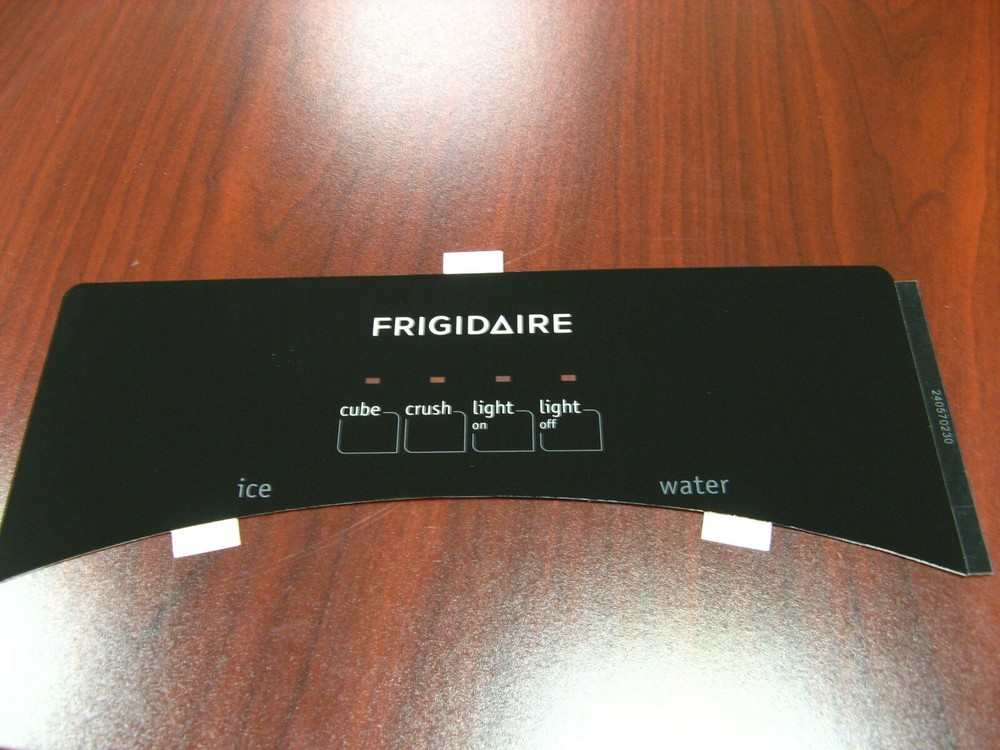 FRIGIDAIRE
cube crush light light
on off
ice water
240570230